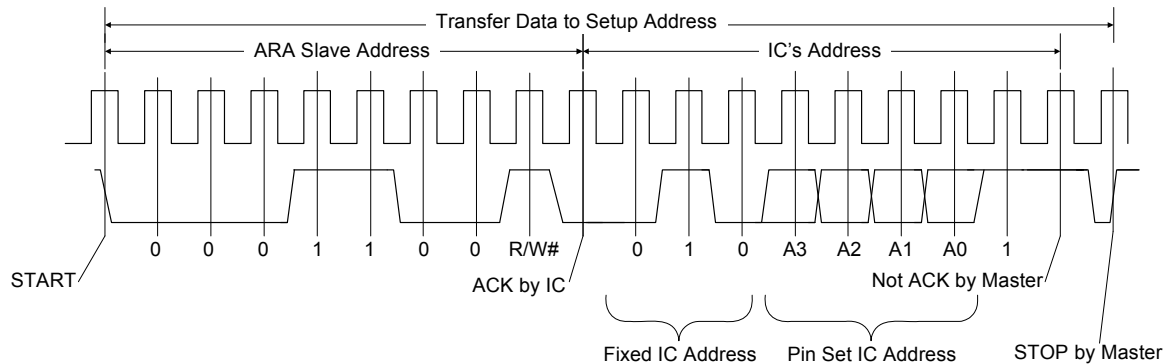 Transfer Data to Setup Address
ARA Slave Address
IC's Address
0 0 0 1 1 0 0 R/W# 0 1 0 A3 A2 A1 A0 1
START
ACK by IC
Not ACK by Master
Fixed IC Address
Pin Set IC Address
STOP by Master